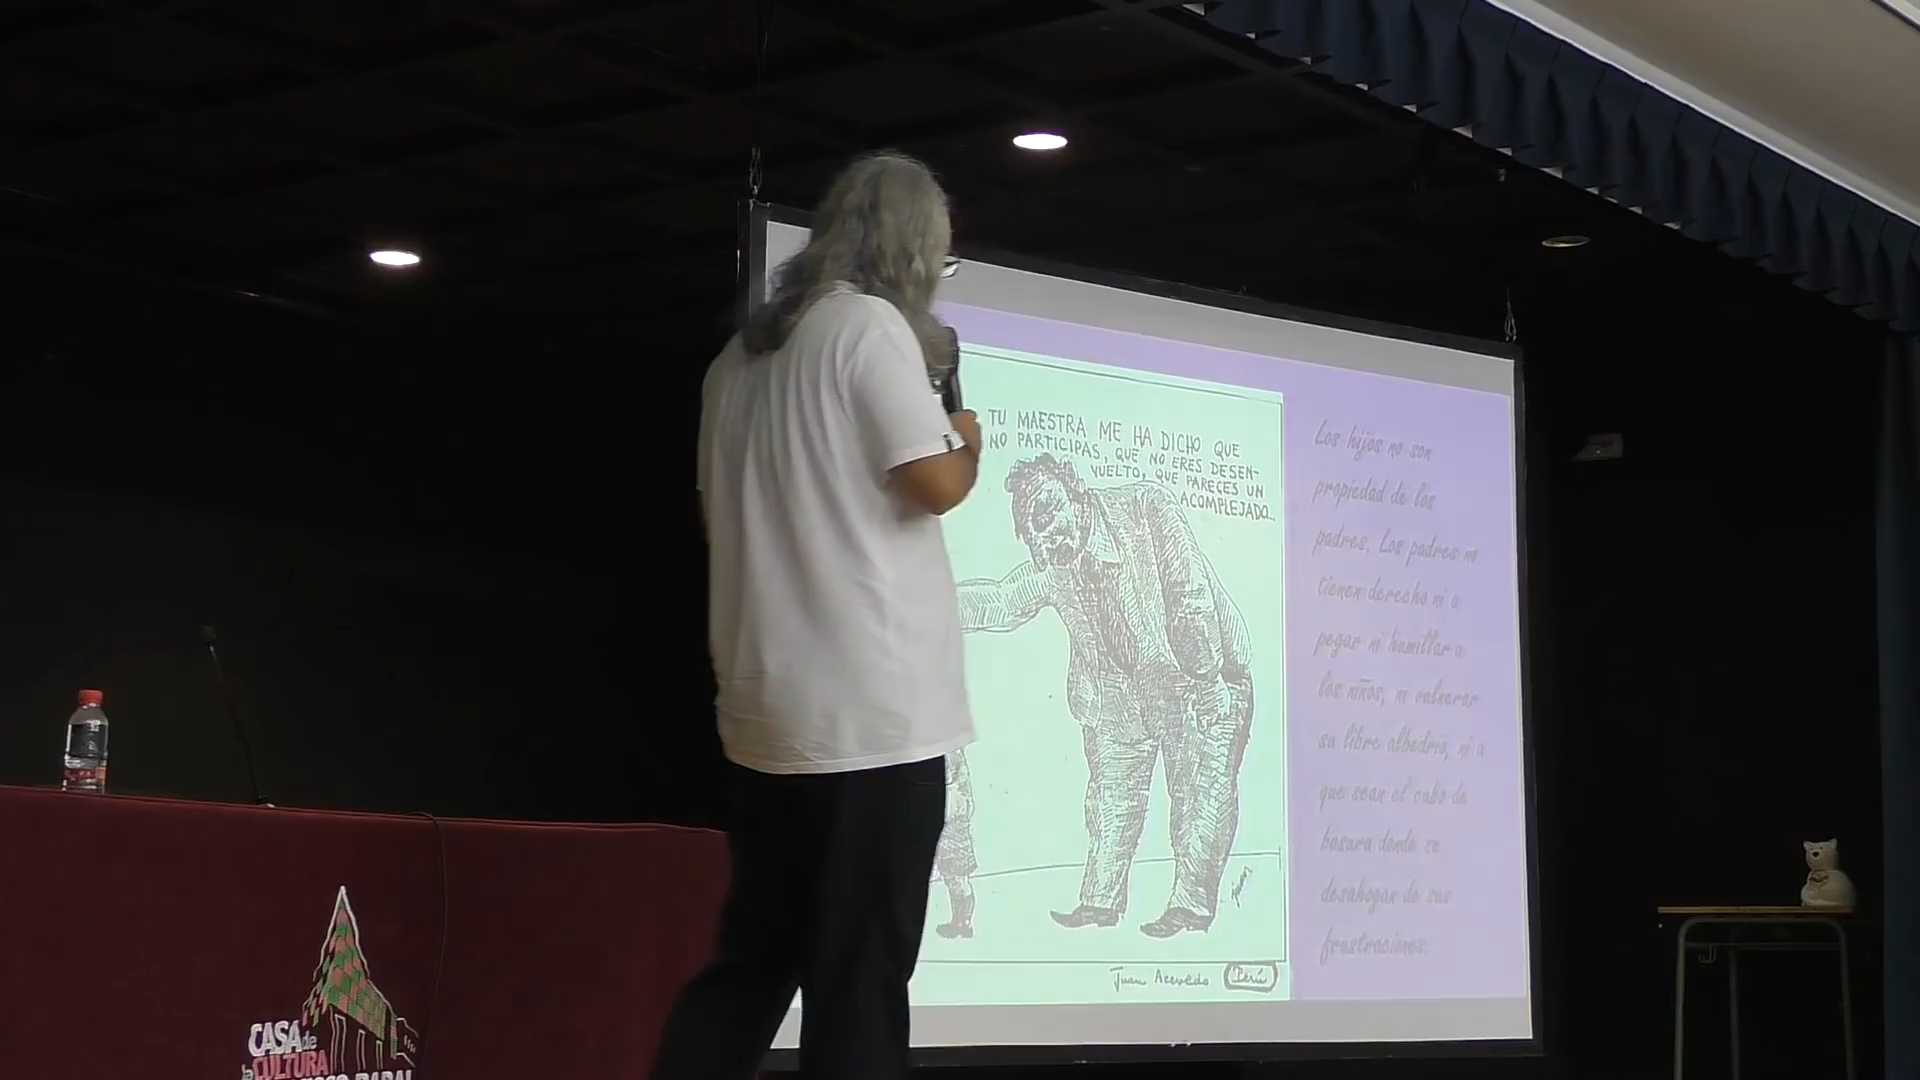 TU MAESTRA ME HA DICHO QUE
NO PARTICIPAS, QUE NO ERES DESEN-
VUELTO, QUE PARECES UN
ACOMPLEJADO...
Los hijos no son
propiedad de los
padres. Los padres no
tienen derecho ni a
pegar ni humillar a
los niños, ni vulnerar
su libre albedrío, ni a
que sean el cubo de
basura donde se
desahogan de sus
frustraciones.
Juan Acevedo Perú
CASA de
la CULTURA